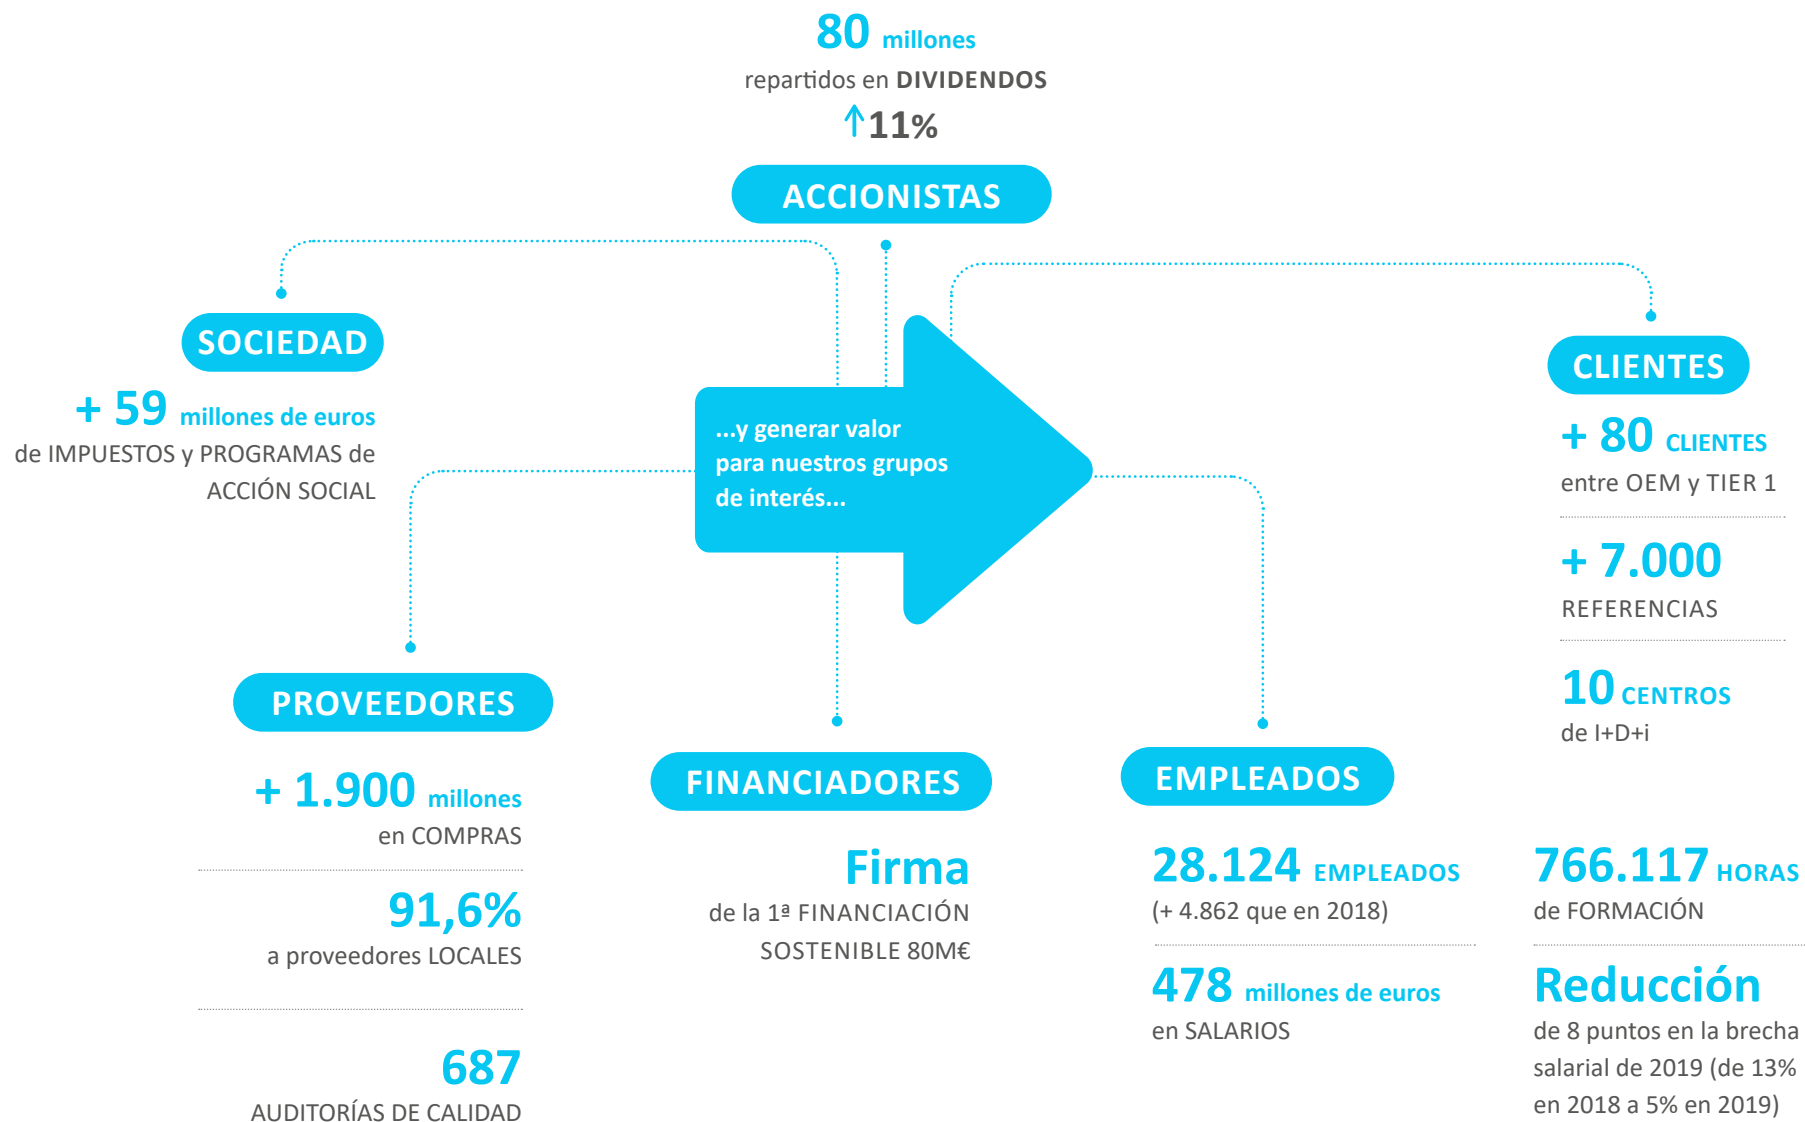 80 millones
repartidos en DIVIDENDOS
↑11%
ACCIONISTAS
SOCIEDAD
+ 59 millones de euros
de IMPUESTOS y PROGRAMAS de
ACCIÓN SOCIAL
...y generar valor
para nuestros grupos
de interés...
CLIENTES
+ 80 CLIENTES
entre OEM y TIER 1
+ 7.000
REFERENCIAS
10 CENTROS
de I+D+i
PROVEEDORES
+ 1.900 millones
en COMPRAS
91,6%
a proveedores LOCALES
687
AUDITORÍAS DE CALIDAD
FINANCIADORES
Firma
de la 1ª FINANCIACIÓN
SOSTENIBLE 80M€
EMPLEADOS
28.124 EMPLEADOS
(+ 4.862 que en 2018)
478 millones de euros
en SALARIOS
766.117 HORAS
de FORMACIÓN
Reducción
de 8 puntos en la brecha
salarial de 2019 (de 13%
en 2018 a 5% en 2019)